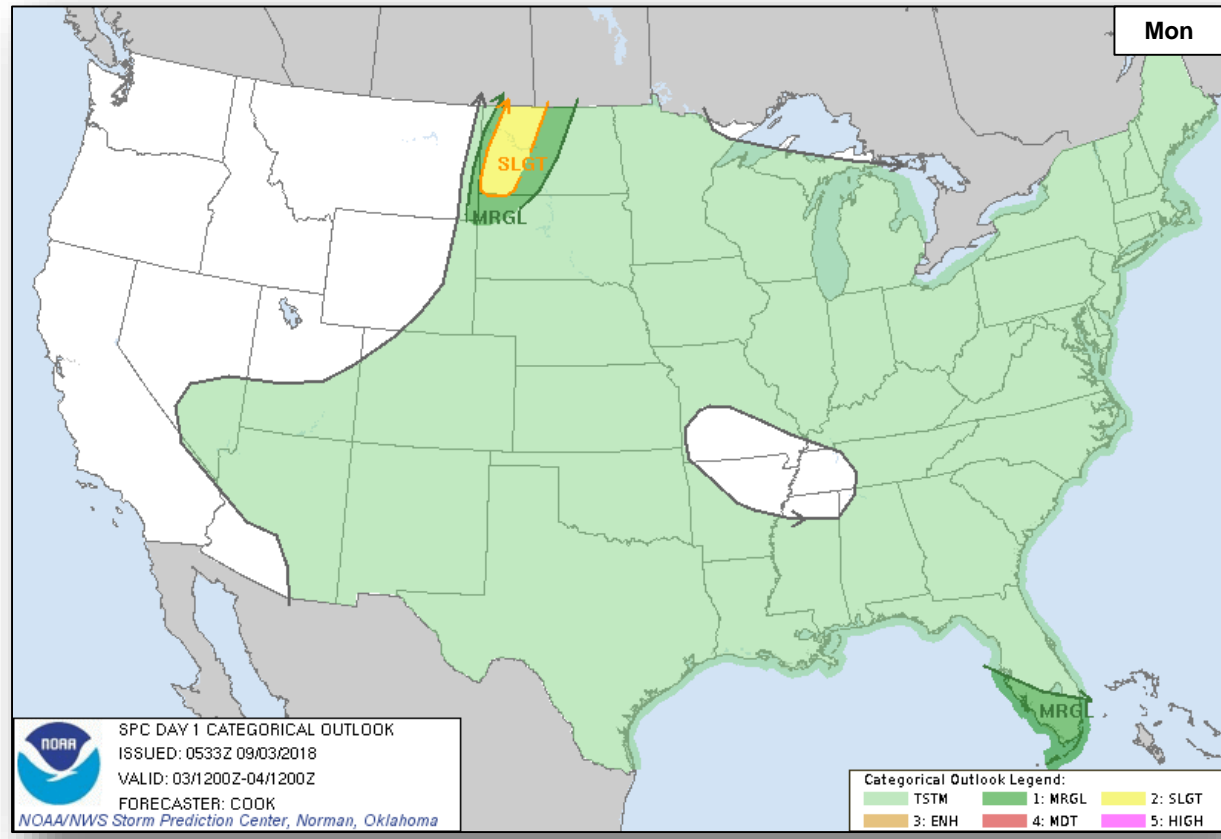 Mon
SLGT
MRGL
MRGL
NOAA
SPC DAY 1 CATEGORICAL OUTLOOK
ISSUED: 0533Z 09/03/2018
VALID: 03/1200Z-04/1200Z
FORECASTER: COOK
NOAA/NWS Storm Prediction Center, Norman, Oklahoma
Categorical Outlook Legend:
TSTM 1: MRGL 2: SLGT
3: ENH 4: MDT 5: HIGH